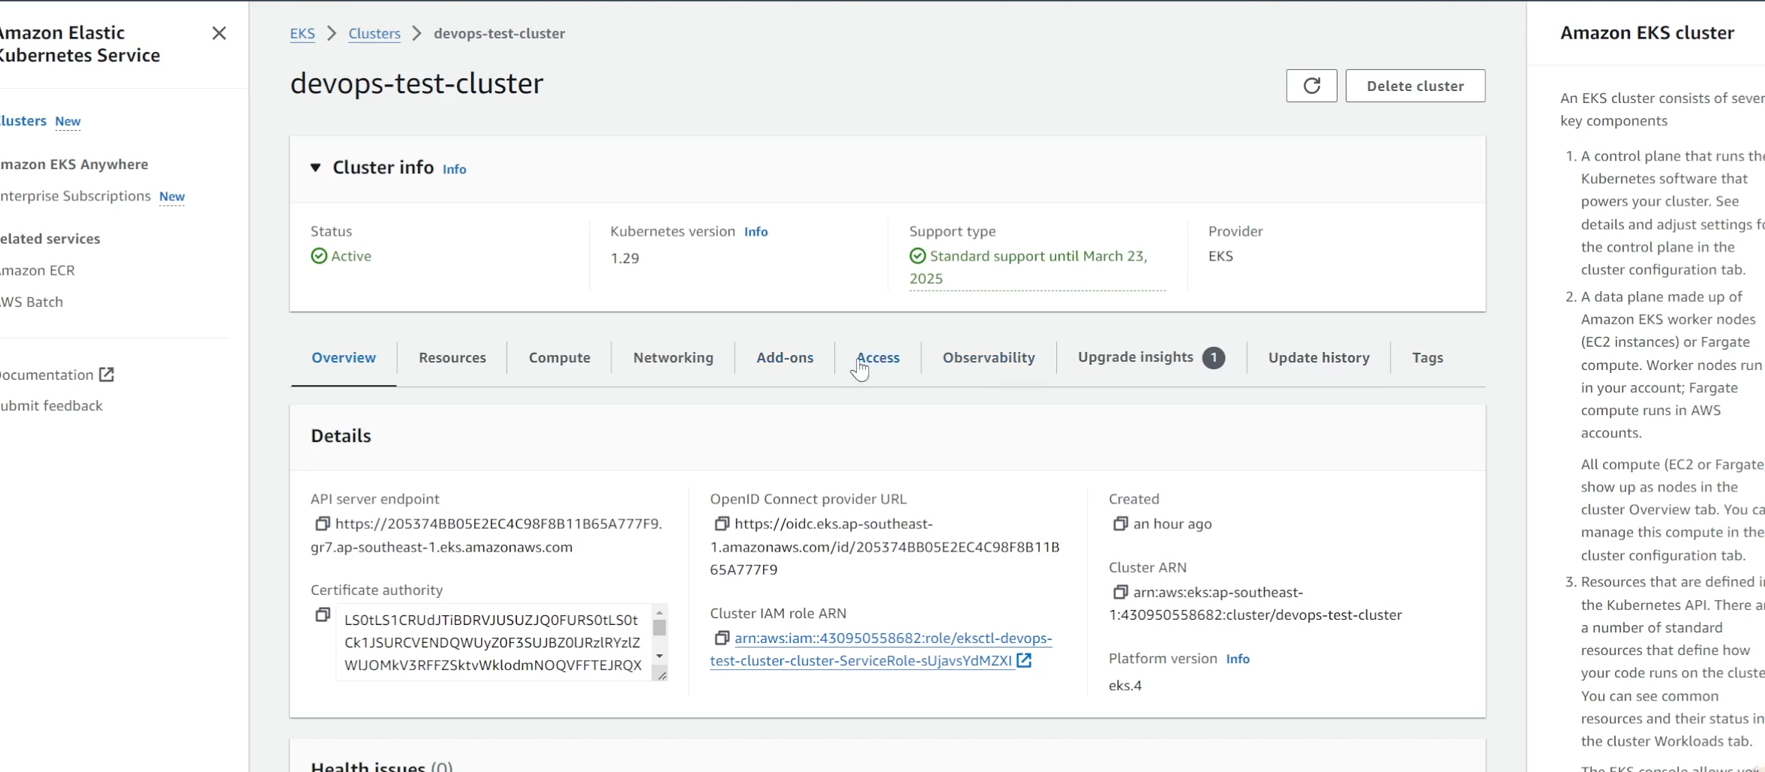 Amazon Elastic
Kubernetes Service
lusters New
mazon EKS Anywhere
nterprise Subscriptions New
elated services
mazon ECR
WS Batch
ocumentation
ubmit feedback
EKS > Clusters > devops-test-cluster
devops-test-cluster
Delete cluster
Cluster info Info
Status
Active
Kubernetes version Info
1.29
Support type
Standard support until March 23,
2025
Provider
EKS
Overview
Resources
Compute
Networking
Add-ons
Access
Observability
Upgrade insights 1
Update history
Tags
Details
API server endpoint
https://205374BB05E2EC4C98F8B11B65A777F9.
gr7.ap-southeast-1.eks.amazonaws.com
Certificate authority
LS0tLS1CRUdJTiBDRVJUSUZJQ0FURS0tLS0t
Ck1JSURCVENDQWUyZ0F3SUJBZ0lJRzlRYzlZ
WlJOMkV3RFFZSktvWklodmNOQVFFTEJRQX
OpenID Connect provider URL
https://oidc.eks.ap-southeast-
1.amazonaws.com/id/205374BB05E2EC4C98F8B11B
65A777F9
Cluster IAM role ARN
arn:aws:iam::430950558682:role/eksctl-devops-
test-cluster-cluster-ServiceRole-sUjavsYdMZXI
Created
an hour ago
Cluster ARN
arn:aws:eks:ap-southeast-
1:430950558682:cluster/devops-test-cluster
Platform version Info
eks.4
Health issues (0)
Amazon EKS cluster
An EKS cluster consists of sever
key components
1. A control plane that runs the
Kubernetes software that
powers your cluster. See
details and adjust settings fo
the control plane in the
cluster configuration tab.
2. A data plane made up of
Amazon EKS worker nodes
(EC2 instances) or Fargate
compute. Worker nodes run
in your account; Fargate
compute runs in AWS
accounts.
All compute (EC2 or Fargate
show up as nodes in the
cluster Overview tab. You ca
manage this compute in the
cluster configuration tab.
3. Resources that are defined in
the Kubernetes API. There a
a number of standard
resources that define how
your code runs on the cluste
You can see common
resources and their status in
the cluster Workloads tab.
The EKS console allows you